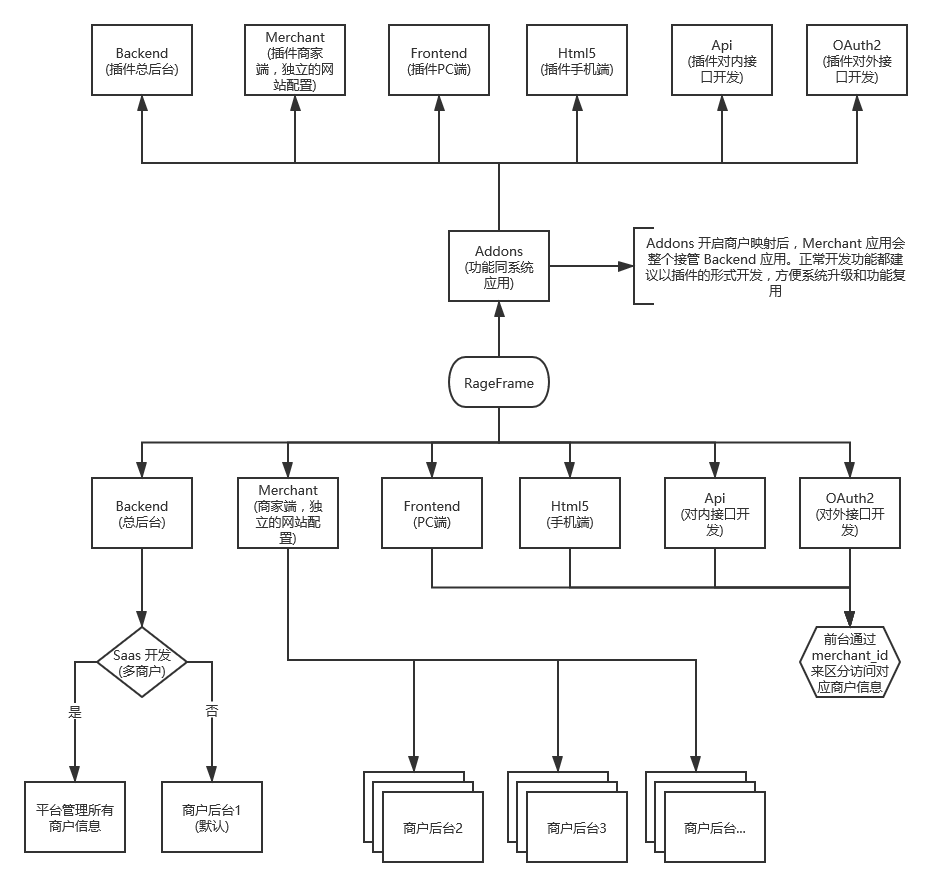 Backend
(插件总后台)
Merchant
(插件商家
端，独立的网
站配置)
Frontend
(插件PC端)
Html5
(插件手机端)
Api
(插件对内接
口开发)
OAuth2
(插件对外接
口开发)
Addons
(功能同系统
应用)
Addons 开启商户映射后，Merchant 应用会
整个接管 Backend 应用。正常开发功能都建
议以插件的形式开发，方便系统升级和功能复
用
RageFrame
Backend
(总后台)
Merchant
(商家端，独
立的网站配
置)
Frontend
(PC端)
Html5
(手机端)
Api
(对内接口开
发)
OAuth2
(对外接口开
发)
Saas 开发
(多商户)
前台通过
merchant_id
来区分访问对
应商户信息
是
否
平台管理所有
商户信息
商户后台1
(默认)
商户后台2
商户后台3
商户后台...